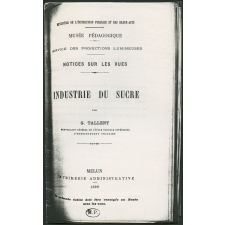 MINISTÈRE DE L'INSTRUCTION PUBLIQUE ET DES BEAUX-ARTS
MUSÉE PÉDAGOGIQUE
SERVICE DES PROJECTIONS LUMINEUSES
NOTICES SUR LES VUES
INDUSTRIE DU SUCRE
PAR
G. TALLENT
MELUN
IMPRIMERIE ADMINISTRATIVE
M.P.